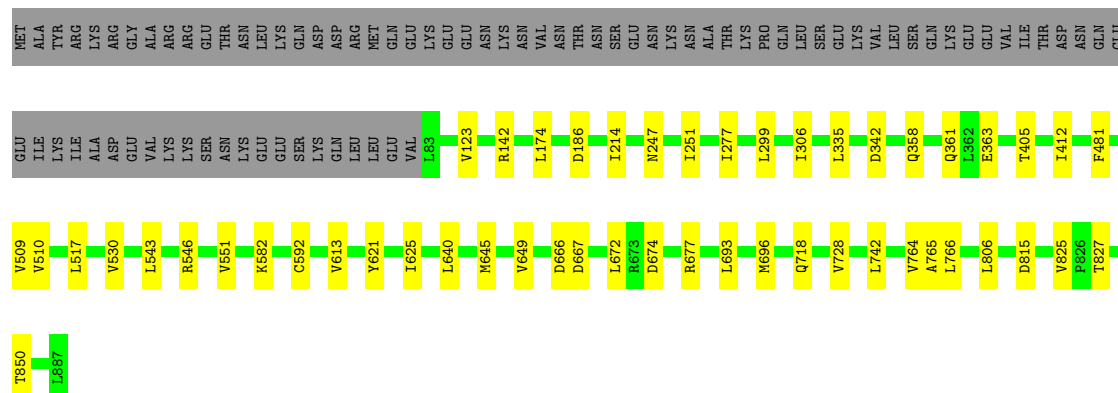 MET ALA TYR ARG LYS ARG GLY ALA ARG ARG GLU THR ASN LEU LYS GLN ASP ASP ARG MET GLN GLU LYS GLU GLU ASN LYS ASN VAL ASN THR ASN SER GLU ASN LYS ASN ALA THR LYS PRO GLN LEU SER GLU LYS VAL LEU SER GLN LYS GLU GLU VAL ILE THR ASP ASN GLN GLU
GLU ILE LYS ILE ALA ASP GLU VAL LYS LYS SER ASN LYS GLU GLU SER LYS GLN LEU LEU GLU VAL L83 V123 R142 L174 D186 I214 N247 I251 I277 L299 I306 L335 D342 Q358 Q361 L362 E363 T405 I412 F481
V509 V510 L517 V530 L543 R546 V551 K582 C592 V613 Y621 I625 L640 M645 V649 D666 D667 L672 R673 D674 R677 L693 M696 Q718 V728 L742 V764 A765 L766 L806 D815 V825 P826 T827
T850 L887